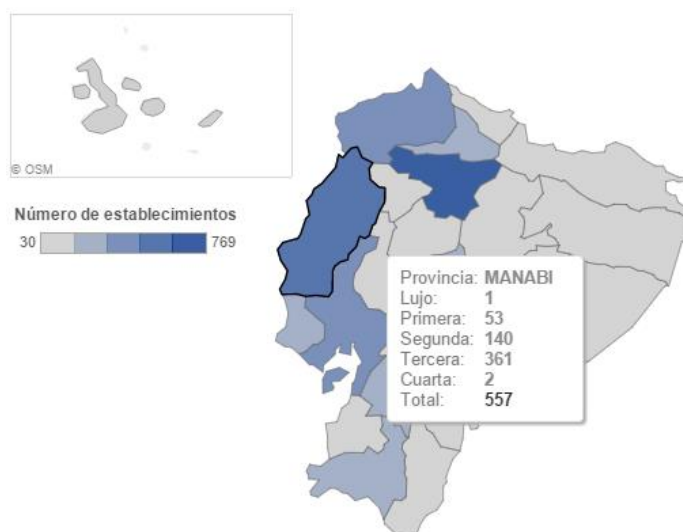 © OSM
Número de establecimientos
30 769
Provincia: MANABI
Lujo: 1
Primera: 53
Segunda: 140
Tercera: 361
Cuarta: 2
Total: 557